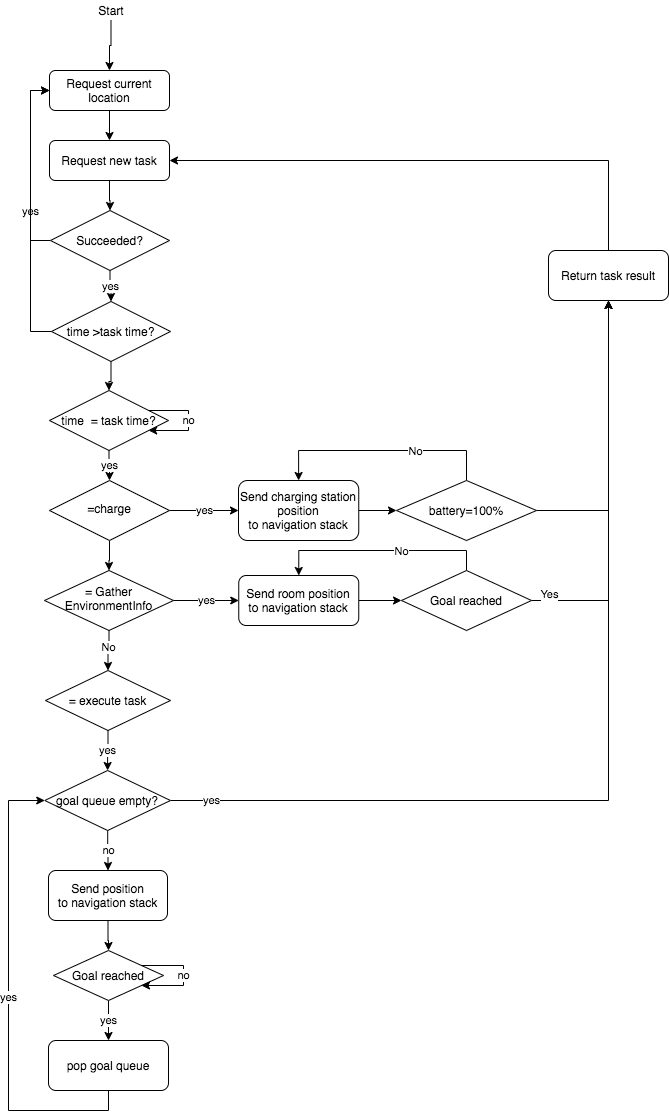 Start
Request current
location
Request new task
yes
Succeeded?
Return task result
yes
time >task time?
time = task time?
no
yes
No
=charge
yes
Send charging station
position
to navigation stack
battery=100%
No
= Gather
EnvironmentInfo
yes
Send room position
to navigation stack
Goal reached
Yes
No
= execute task
yes
goal queue empty?
yes
no
Send position
to navigation stack
Goal reached
no
yes
yes
pop goal queue